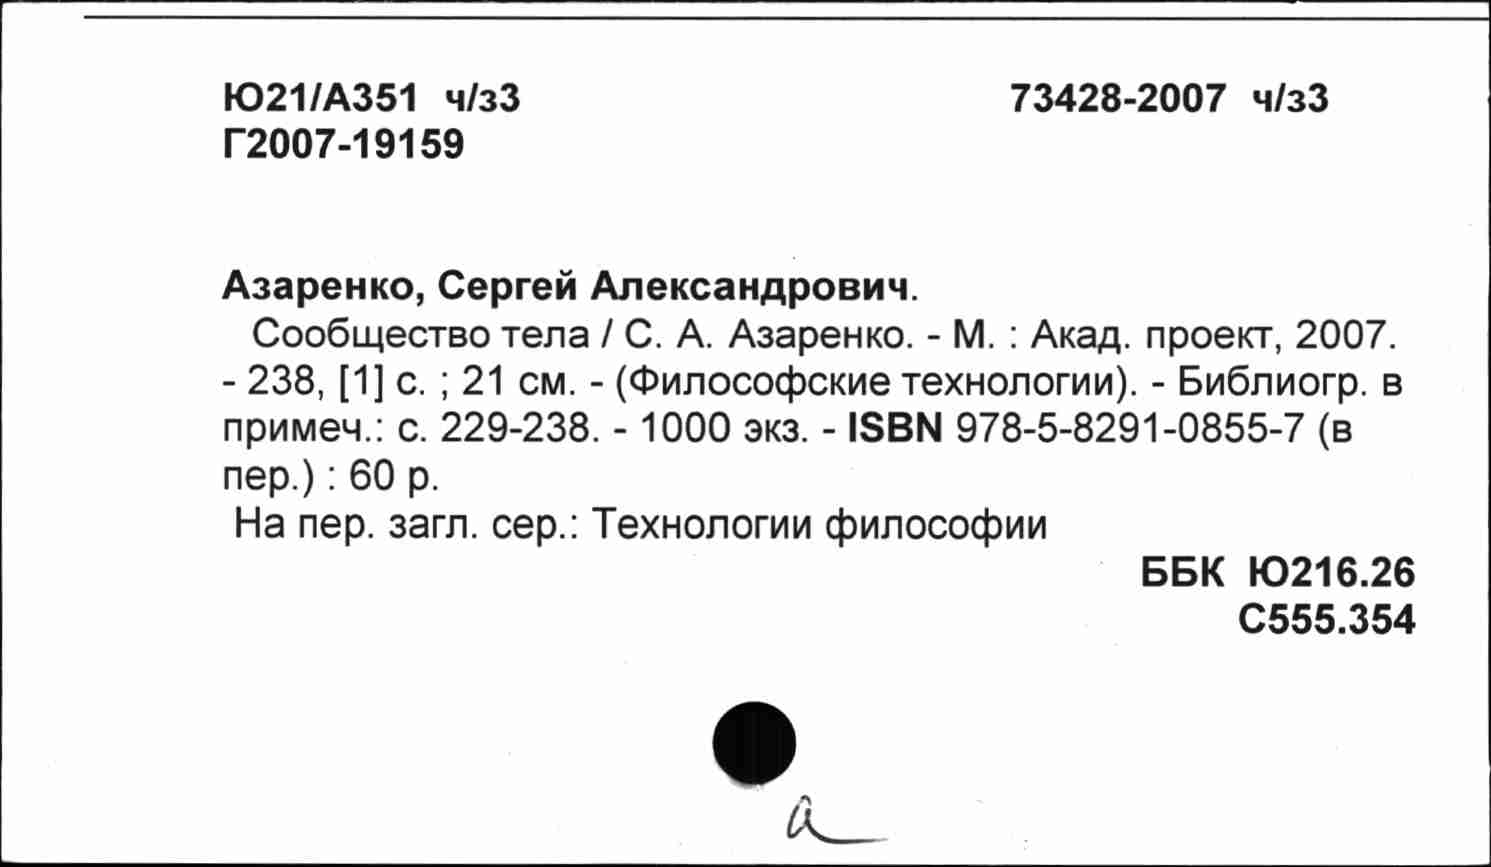 Ю21/А351 ч/з3 73428-2007 ч/з3
Г2007-19159
Азаренко, Сергей Александрович.
Сообщество тела / С. А. Азаренко. - М. : Акад. проект, 2007.
- 238, [1] с. ; 21 см. - (Философские технологии). - Библиогр. в
примеч.: с. 229-238. - 1000 экз. - ISBN 978-5-8291-0855-7 (в
пер.) : 60 р.
На пер. загл. сер.: Технологии философии
ББК Ю216.26
С555.354
а